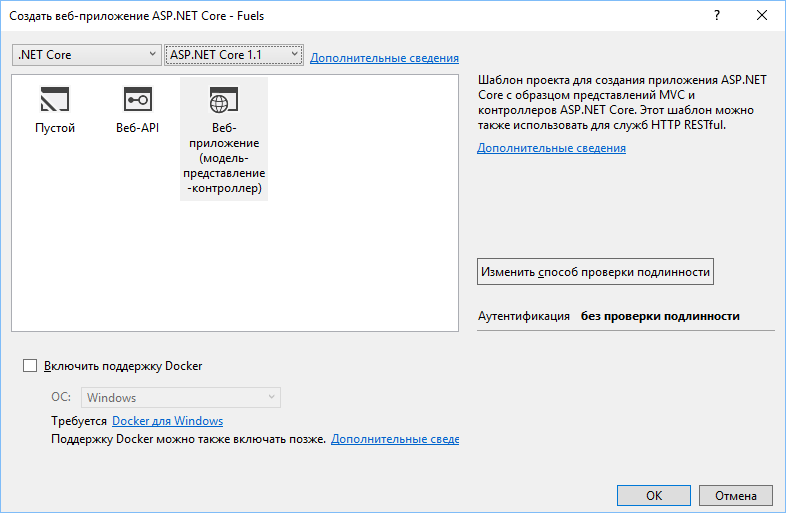 Создать веб-приложение ASP.NET Core - Fuels
?
.NET Core
ASP.NET Core 1.1
Дополнительные сведения
Пустой
Веб-API
Веб-
приложение
(модель-
представление
-контроллер)
Шаблон проекта для создания приложения ASP.NET
Core с образцом представлений MVC и
контроллеров ASP.NET Core. Этот шаблон можно
также использовать для служб HTTP RESTful.
Дополнительные сведения
Изменить способ проверки подлинности
Аутентификация без проверки подлинности
Включить поддержку Docker
ОС:
Windows
Требуется Docker для Windows
Поддержку Docker можно также включать позже. Дополнительные сведе
ОК
Отмена